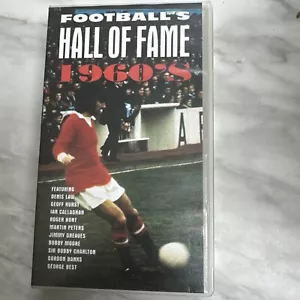 FOOTBALL'S
HALL OF FAME
1960'S
FEATURING
DENIS LAW
GEOFF HURST
IAN CALLAGHAN
ROGER HUNT
MARTIN PETERS
JIMMY GREAVES
BOBBY MOORE
SIR BOBBY CHARLTON
GORDON BANKS
GEORGE BEST